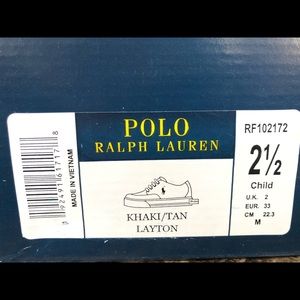 POLO
RALPH LAUREN
KHAKI/TAN
LAYTON
MADE IN VIETNAM
RF102172
2½
Child
U.K. 2
EUR. 33
CM 22.3
M